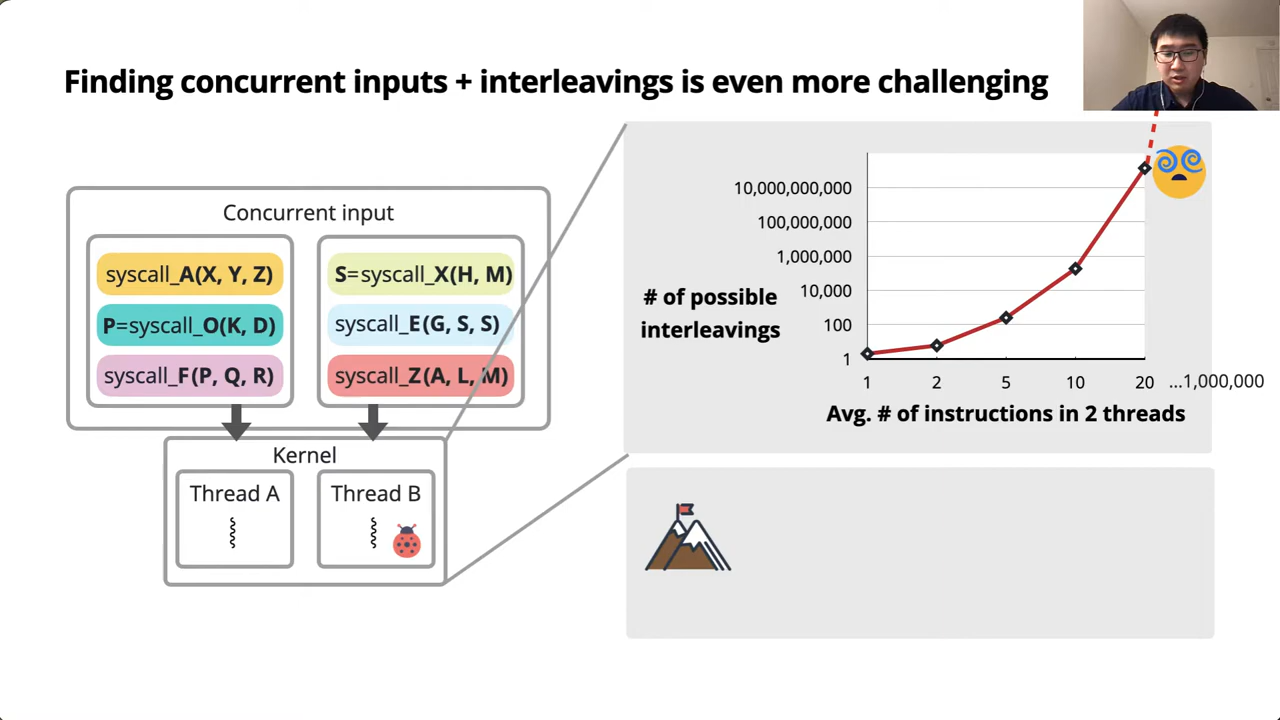 Finding concurrent inputs + interleavings is even more challenging
Concurrent input
syscall_A(X, Y, Z)
P=syscall_O(K, D)
syscall_F(P, Q, R)
S=syscall_X(H, M)
syscall_E(G, S, S)
syscall_Z(A, L, M)
Kernel
Thread A
Thread B
# of possible
interleavings
10,000,000,000
100,000,000
1,000,000
10,000
100
1
1 2 5 10 20 ...1,000,000
Avg. # of instructions in 2 threads